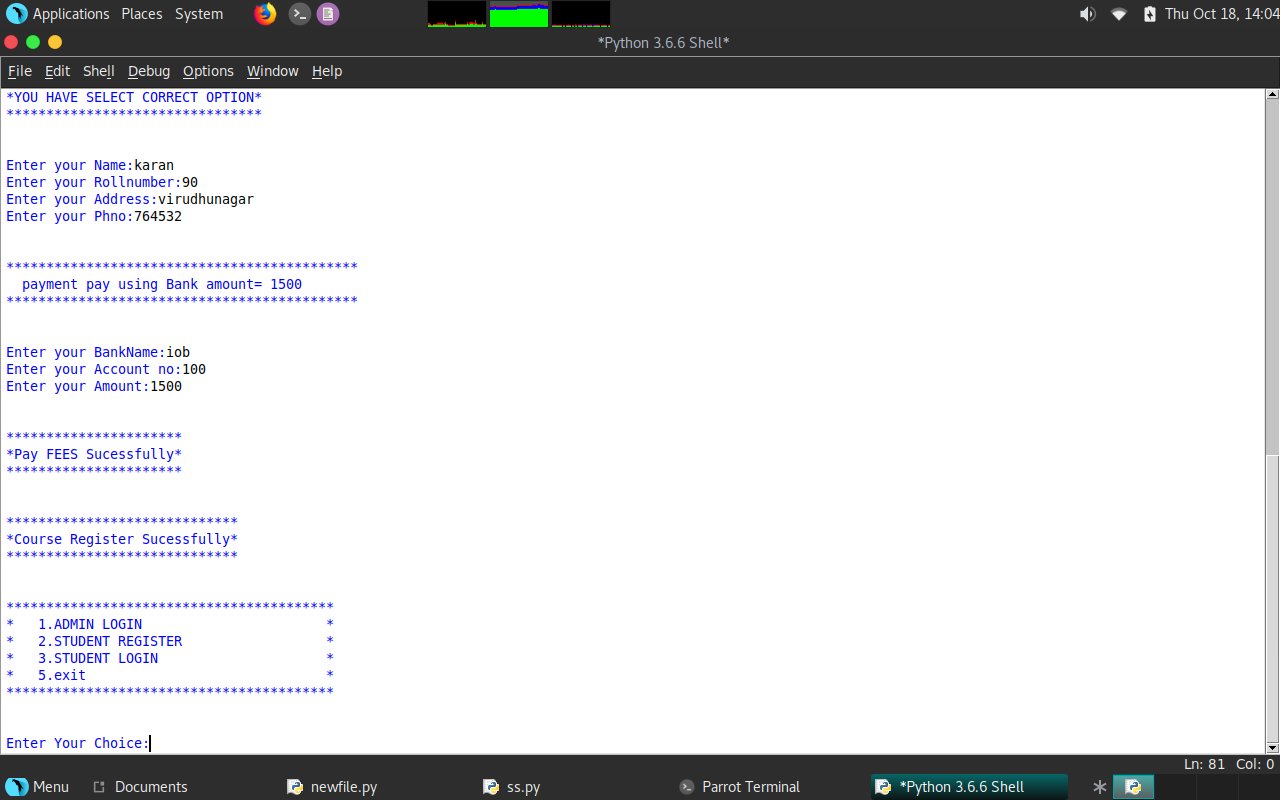 Applications Places System Thu Oct 18, 14:04
*Python 3.6.6 Shell*
File Edit Shell Debug Options Window Help
*YOU HAVE SELECT CORRECT OPTION*
********************************
Enter your Name:karan
Enter your Rollnumber:90
Enter your Address:virudhunagar
Enter your Phno:764532
********************************************
payment pay using Bank amount= 1500
********************************************
Enter your BankName:iob
Enter your Account no:100
Enter your Amount:1500
**********************
*Pay FEES Sucessfully*
**********************
*****************************
*Course Register Sucessfully*
*****************************
*****************************************
* 1.ADMIN LOGIN *
* 2.STUDENT REGISTER *
* 3.STUDENT LOGIN *
* 5.exit *
*****************************************
Enter Your Choice:
Ln: 81 Col: 0
Menu Documents newfile.py ss.py Parrot Terminal *Python 3.6.6 Shell